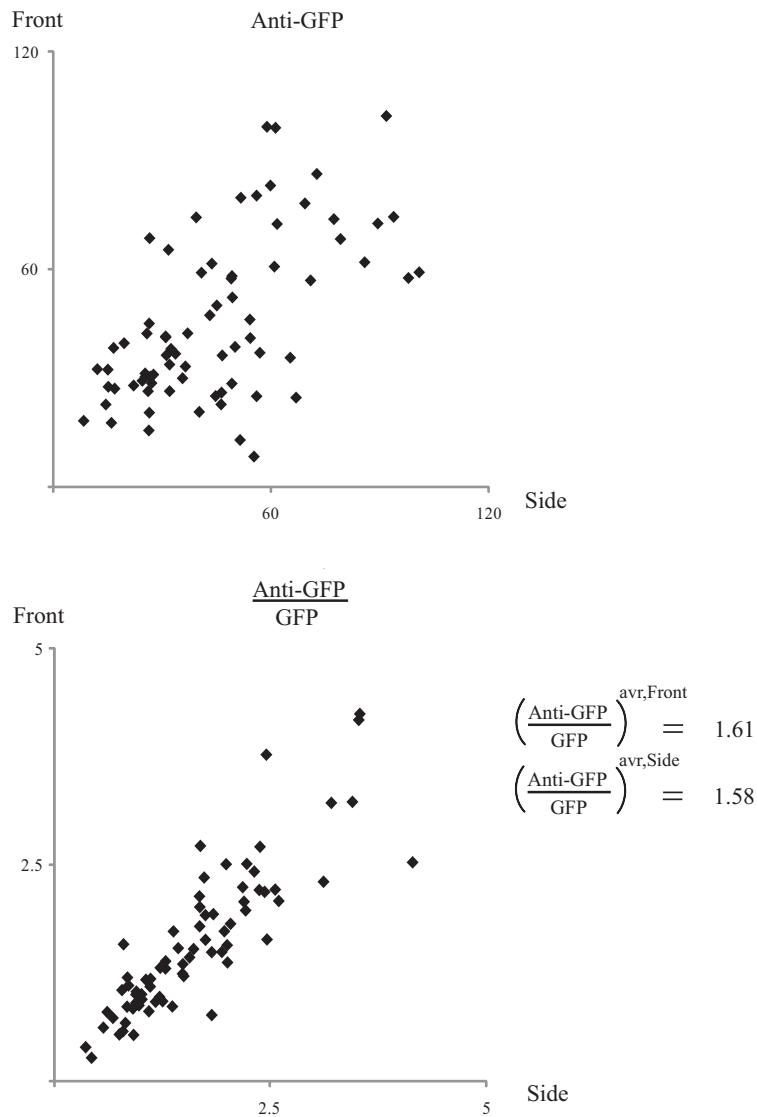 Front Anti-GFP
120
60
60 120 Side
Anti-GFP
GFP
Front
5
(Anti-GFP/GFP)avr,Front = 1.61
(Anti-GFP/GFP)avr,Side = 1.58
2.5
2.5 5 Side